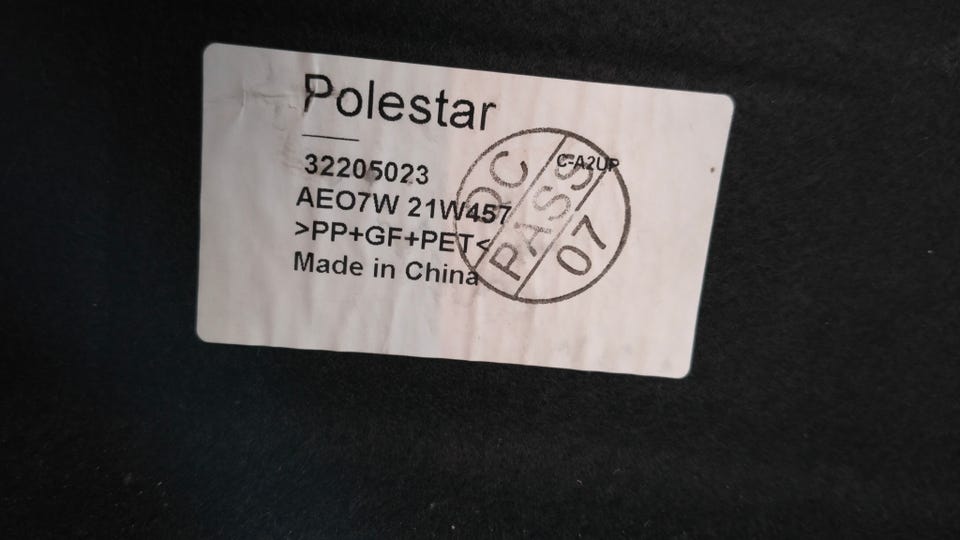 Polestar
32205023
C-A2UP
AEO7W 21W457
>PP+GF+PET<
Made in China
QC
PASS
07